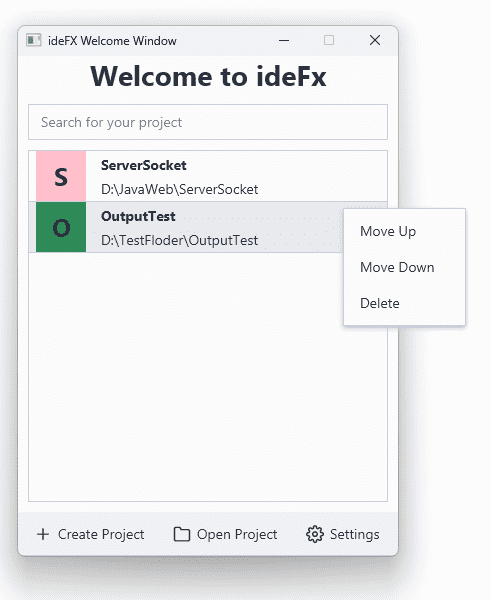 ideFX Welcome Window
Welcome to ideFx
Search for your project
S
ServerSocket
D:\JavaWeb\ServerSocket
O
OutputTest
D:\TestFloder\OutputTest
Move Up
Move Down
Delete
Create Project
Open Project
Settings